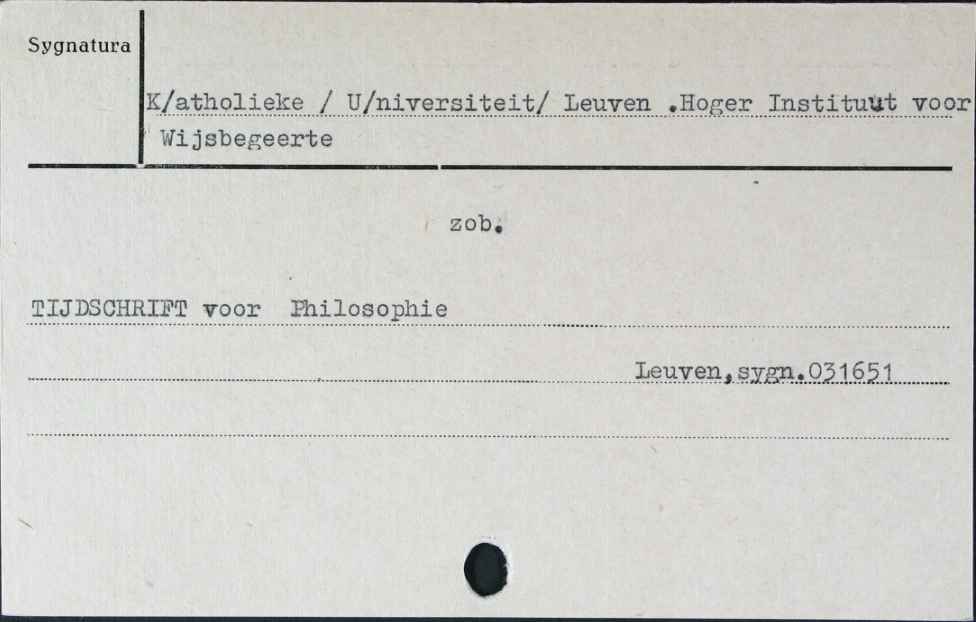 Sygnatura
K/atholieke / U/niversiteit/ Leuven .Hoger Instituut voor
Wijsbegeerte
zob.
TIJDSCHRIFT voor Philosophie
Leuven,sygn.031651